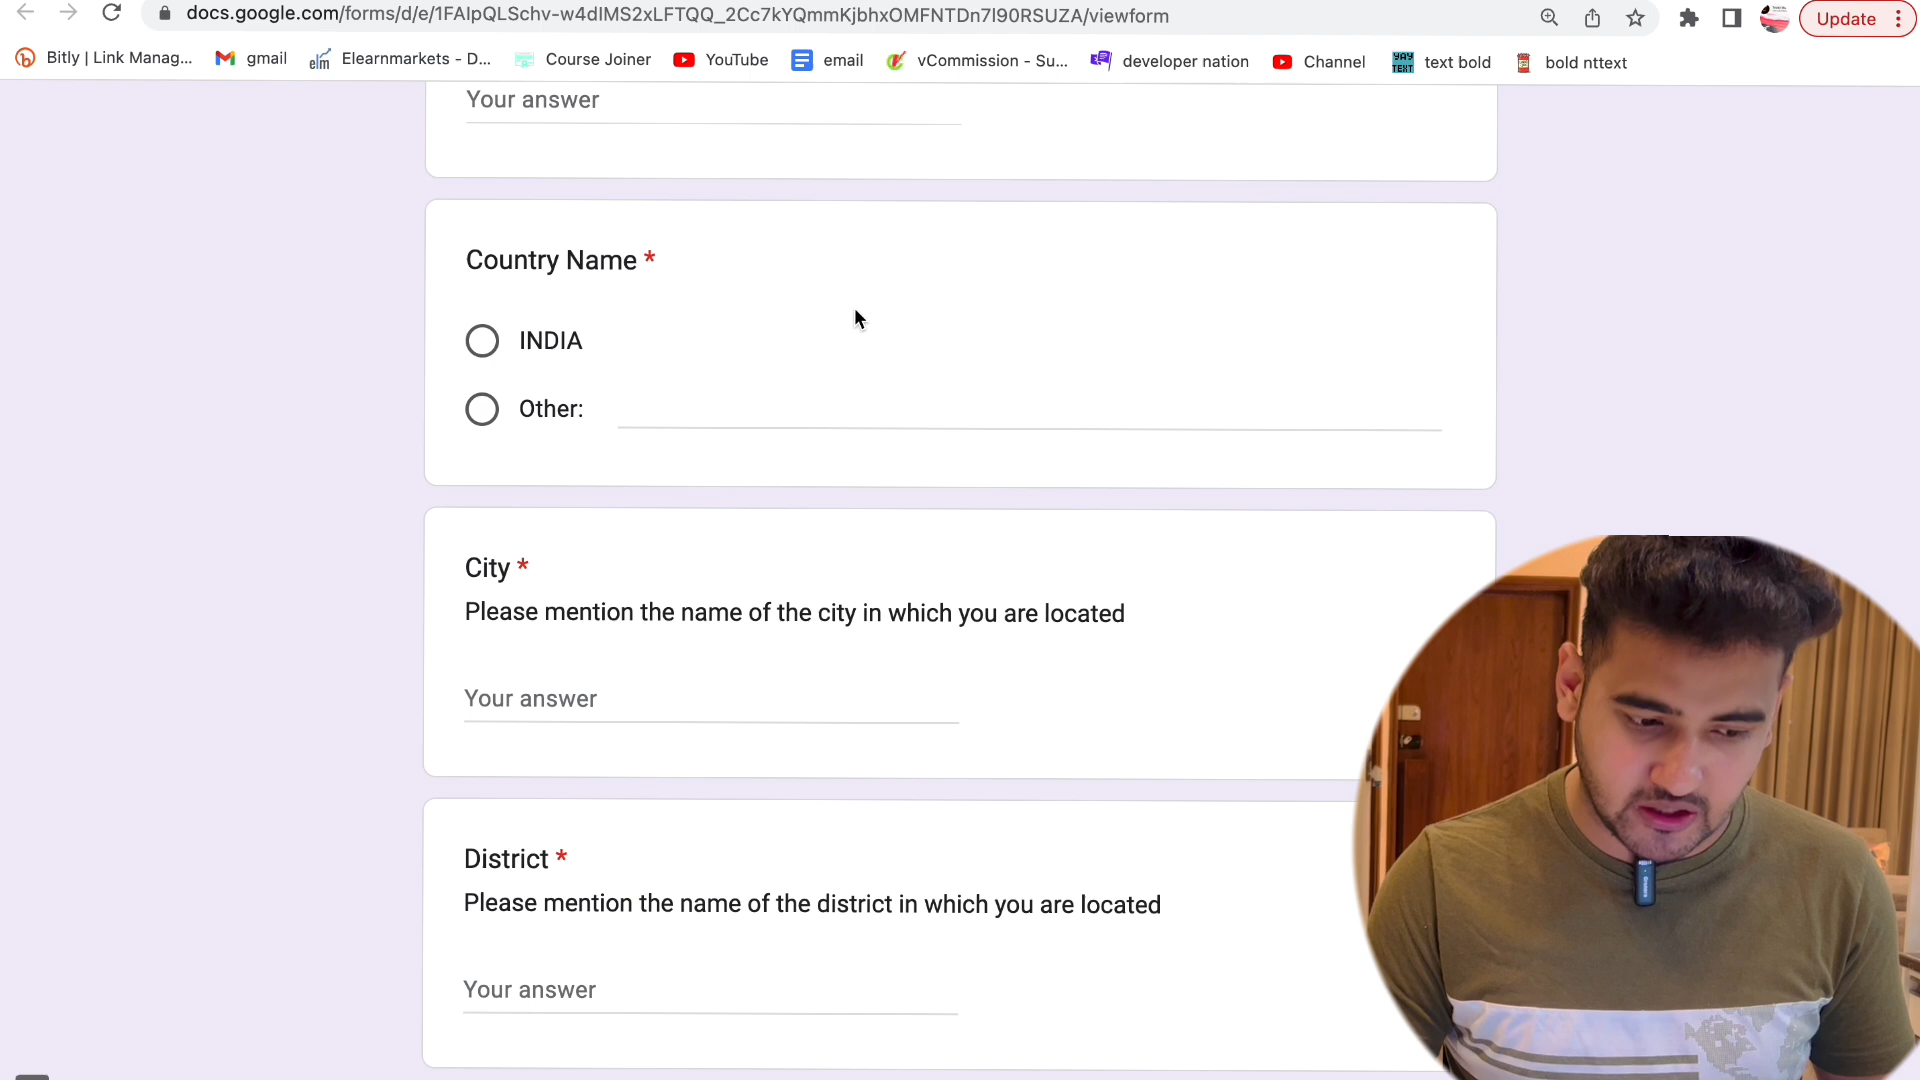 docs.google.com/forms/d/e/1FAIpQLSchv-w4dIMS2xLFTQQ_2Cc7kYQmmKjbhxOMFNTDn7I90RSUZA/viewform
Update
Bitly | Link Manag... gmail Elearnmarkets - D... Course Joiner YouTube email vCommission - Su... developer nation Channel text bold bold nttext
Your answer
Country Name *
INDIA
Other:
City *
Please mention the name of the city in which you are located
Your answer
District *
Please mention the name of the district in which you are located
Your answer